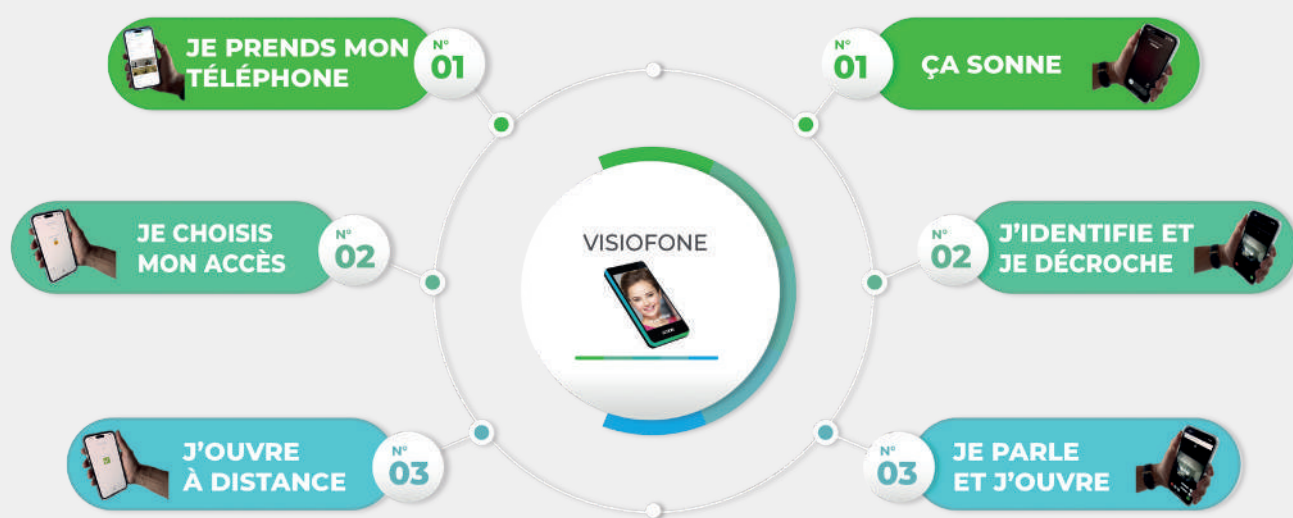 JE PRENDS MON
TÉLÉPHONE
N°
01
JE CHOISIS
MON ACCÈS
N°
02
J'OUVRE
À DISTANCE
N°
03
VISIOFONE
N°
01
ÇA SONNE
N°
02
J'IDENTIFIE ET
JE DÉCROCHE
N°
03
JE PARLE
ET J'OUVRE